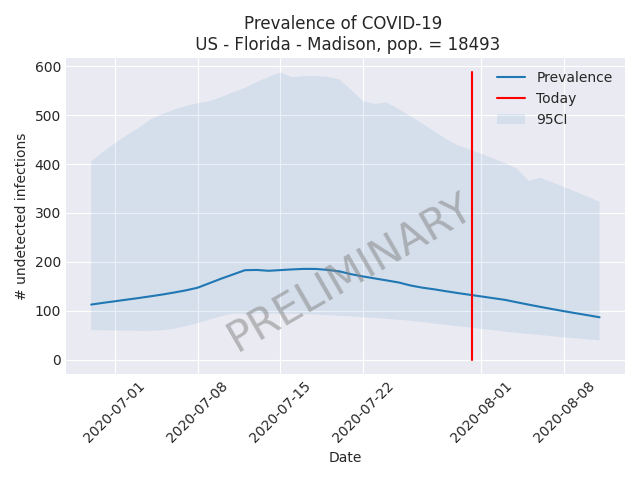 Prevalence of COVID-19
US - Florida - Madison, pop. = 18493
600
500
400
300
200
100
0
# undetected infections
Prevalence
Today
95CI
PRELIMINARY
2020-07-01
2020-07-08
2020-07-15
2020-07-22
2020-08-01
2020-08-08
Date